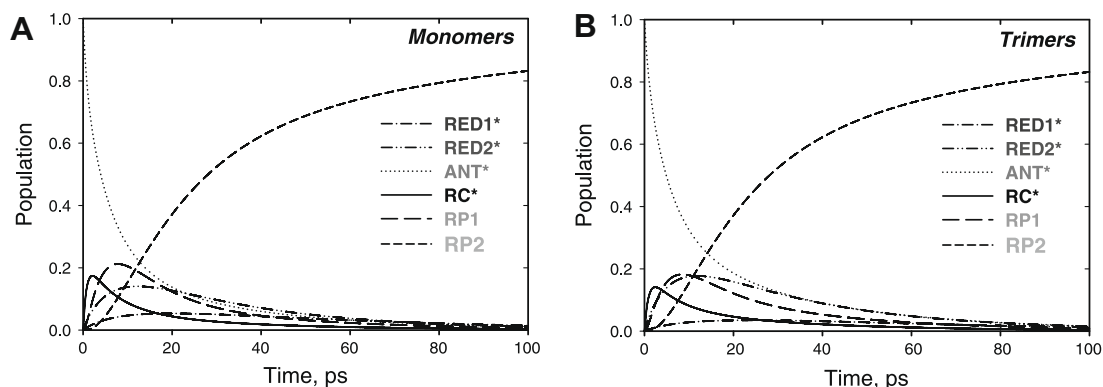 A
Monomers
1.0
0.8
0.6
0.4
0.2
0.0
Population
RED1*
RED2*
ANT*
RC*
RP1
RP2
0 20 40 60 80 100
Time, ps
B
Trimers
1.0
0.8
0.6
0.4
0.2
0.0
Population
RED1*
RED2*
ANT*
RC*
RP1
RP2
0 20 40 60 80 100
Time, ps